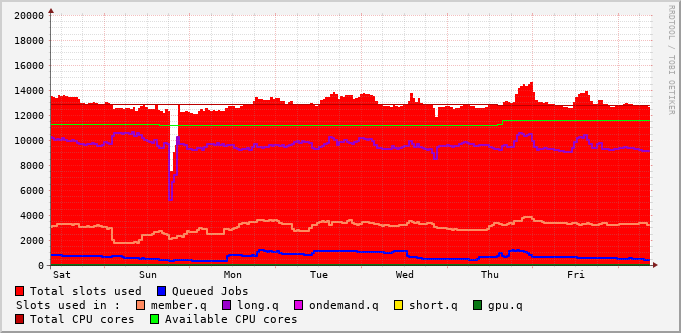 20000
18000
16000
14000
12000
10000
8000
6000
4000
2000
0
Sat Sun Mon Tue Wed Thu Fri
RRDTOOL / TOBI OETIKER
Total slots used Queued Jobs
Slots used in : member.q long.q ondemand.q short.q gpu.q
Total CPU cores Available CPU cores